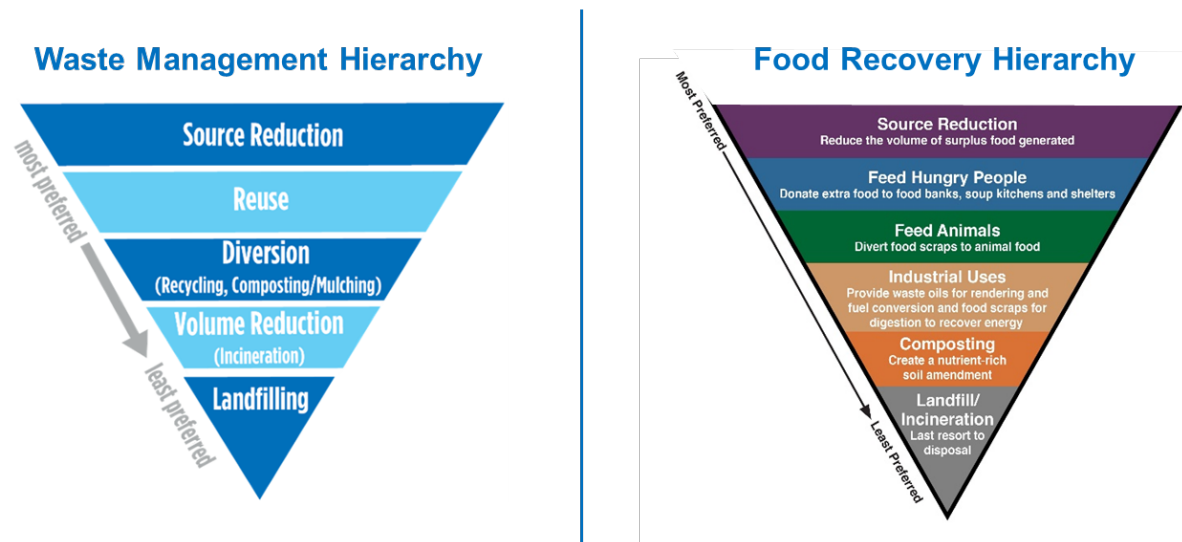 Waste Management Hierarchy
most preferred
least preferred
Source Reduction
Reuse
Diversion
(Recycling, Composting/Mulching)
Volume Reduction
(Incineration)
Landfilling
Food Recovery Hierarchy
Most Preferred
Least Preferred
Source Reduction
Reduce the volume of surplus food generated
Feed Hungry People
Donate extra food to food banks, soup kitchens and shelters
Feed Animals
Divert food scraps to animal food
Industrial Uses
Provide waste oils for rendering and
fuel conversion and food scraps for
digestion to recover energy
Composting
Create a nutrient-rich
soil amendment
Landfill/
Incineration
Last resort to
disposal